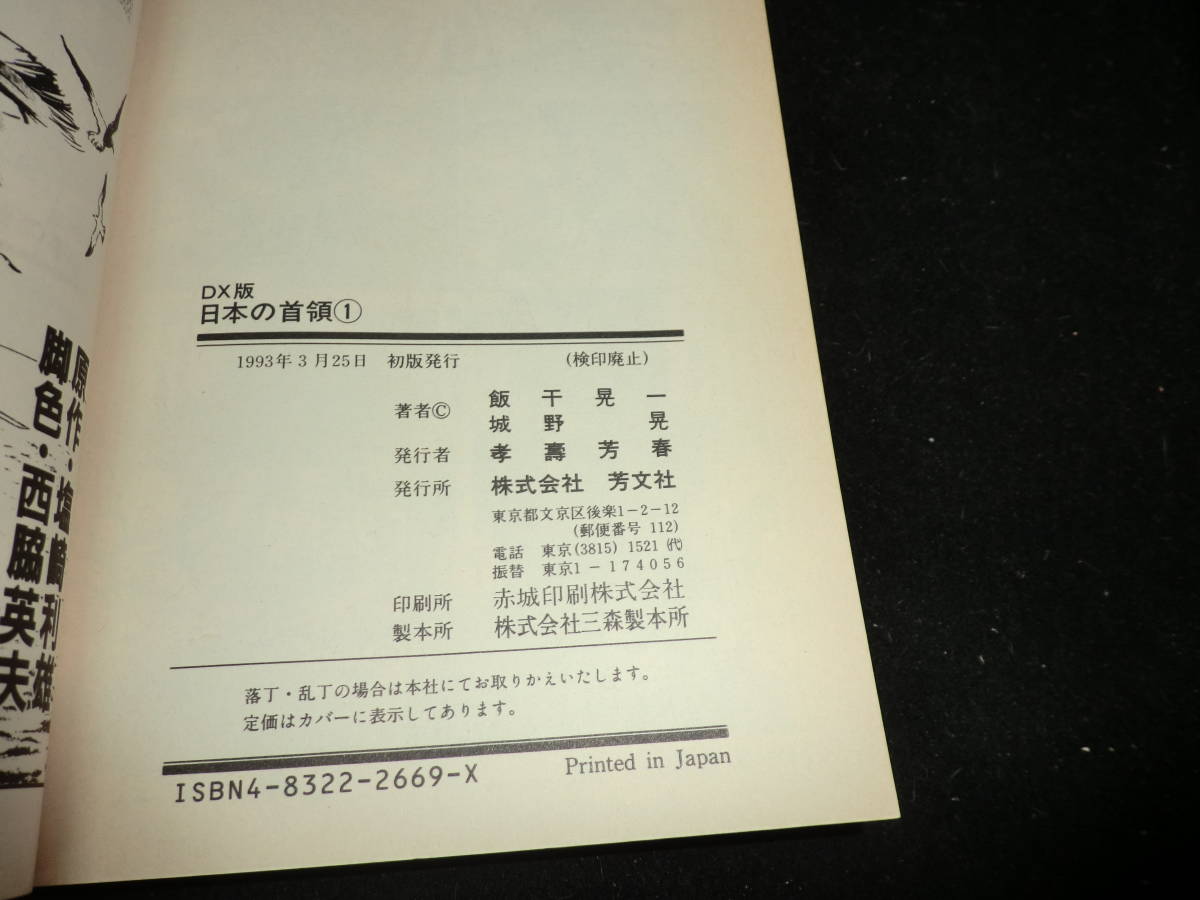 DX版
日本の首領①
1993年3月25日 初版発行 (検印廃止)
著者© 飯干晃一
城野晃
発行者 孝壽芳春
発行所 株式会社 芳文社
東京都文京区後楽1-2-12
(郵便番号 112)
電話 東京(3815) 1521 ㈹
振替 東京1-174056
印刷所 赤城印刷株式会社
製本所 株式会社三森製本所
落丁・乱丁の場合は本社にてお取りかえいたします。
定価はカバーに表示してあります。
ISBN4-8322-2669-X Printed in Japan
原作・塩崎利雄
脚色・西脇英夫